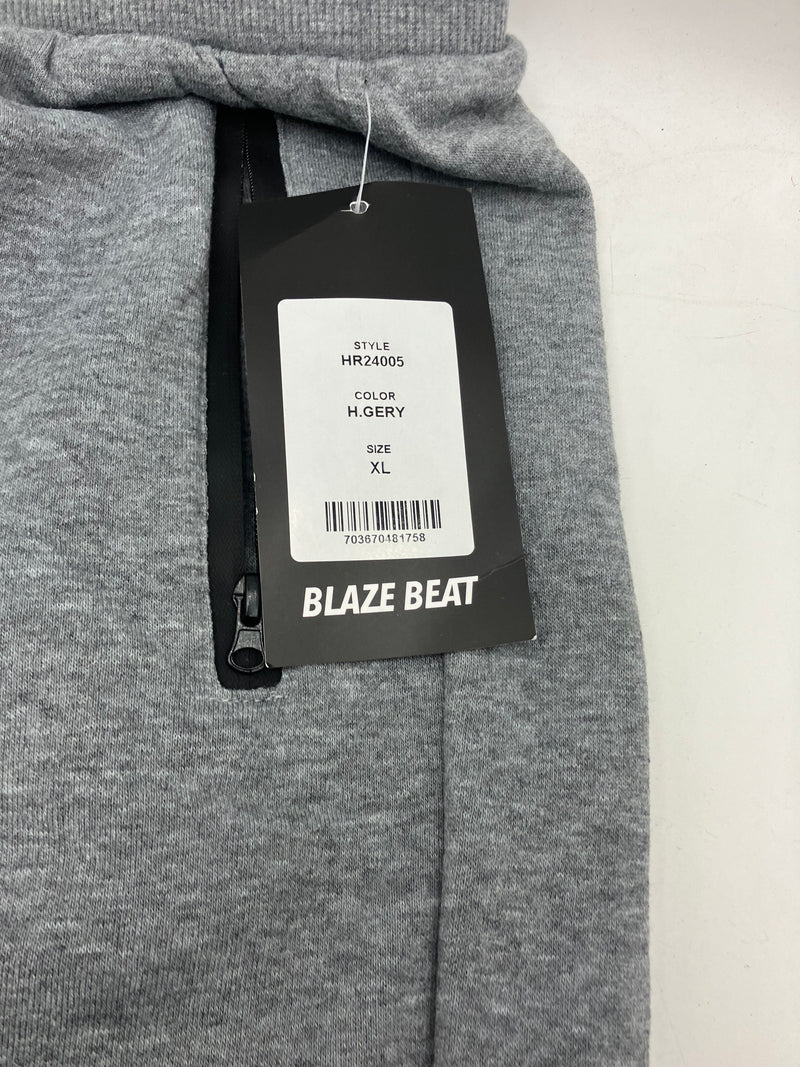 STYLE
HR24005
COLOR
H.GERY
SIZE
XL
703670481758
BLAZE BEAT